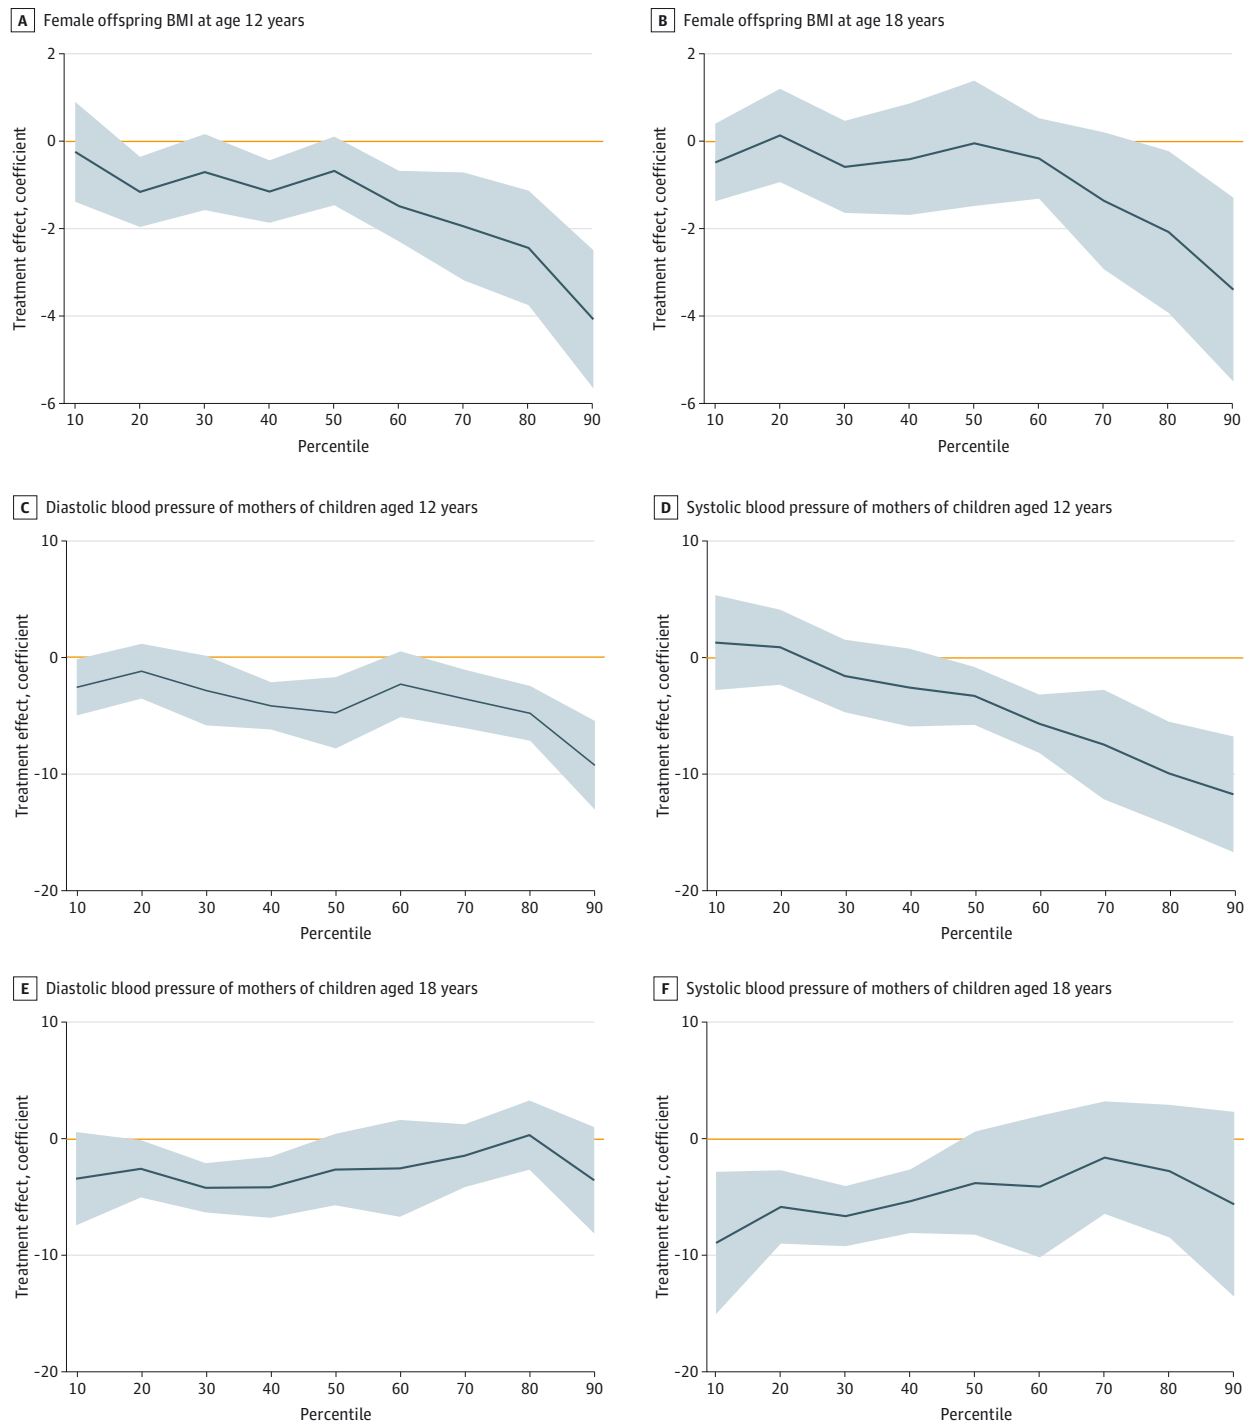 A Female offspring BMI at age 12 years
2
0
-2
-4
-6
Treatment effect, coefficient
10 20 30 40 50 60 70 80 90
Percentile
B Female offspring BMI at age 18 years
2
0
-2
-4
-6
Treatment effect, coefficient
10 20 30 40 50 60 70 80 90
Percentile
C Diastolic blood pressure of mothers of children aged 12 years
10
0
-10
-20
Treatment effect, coefficient
10 20 30 40 50 60 70 80 90
Percentile
D Systolic blood pressure of mothers of children aged 12 years
10
0
-10
-20
Treatment effect, coefficient
10 20 30 40 50 60 70 80 90
Percentile
E Diastolic blood pressure of mothers of children aged 18 years
10
0
-10
-20
Treatment effect, coefficient
10 20 30 40 50 60 70 80 90
Percentile
F Systolic blood pressure of mothers of children aged 18 years
10
0
-10
-20
Treatment effect, coefficient
10 20 30 40 50 60 70 80 90
Percentile